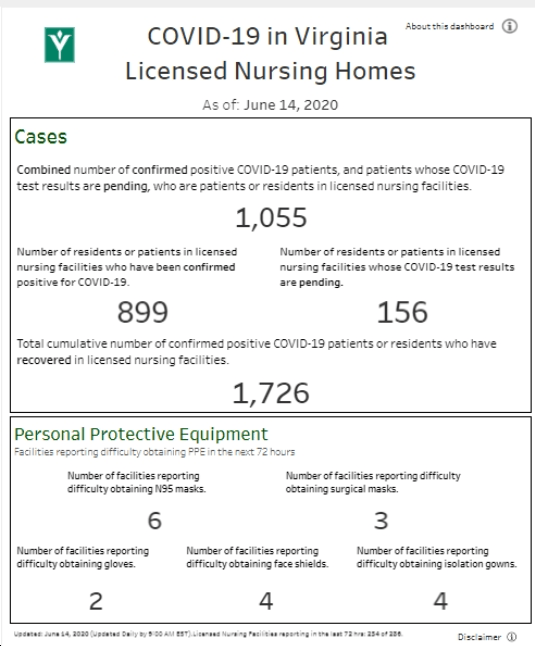 About this dashboard
COVID-19 in Virginia
Licensed Nursing Homes
As of: June 14, 2020
Cases
Combined number of confirmed positive COVID-19 patients, and patients whose COVID-19
test results are pending, who are patients or residents in licensed nursing facilities.
1,055
Number of residents or patients in licensed
nursing facilities who have been confirmed
positive for COVID-19.
899
Number of residents or patients in licensed
nursing facilities whose COVID-19 test results
are pending.
156
Total cumulative number of confirmed positive COVID-19 patients or residents who have
recovered in licensed nursing facilities.
1,726
Personal Protective Equipment
Facilities reporting difficulty obtaining PPE in the next 72 hours
Number of facilities reporting
difficulty obtaining N95 masks.
6
Number of facilities reporting difficulty
obtaining surgical masks.
3
Number of facilities reporting
difficulty obtaining gloves.
2
Number of facilities reporting
difficulty obtaining face shields.
4
Number of facilities reporting
difficulty obtaining isolation gowns.
4
Updated: June 14, 2020 (Updated Daily by 9:00 AM EST). Licensed Nursing Facilities reporting in the last 72 hrs: 234 of 286.
Disclaimer